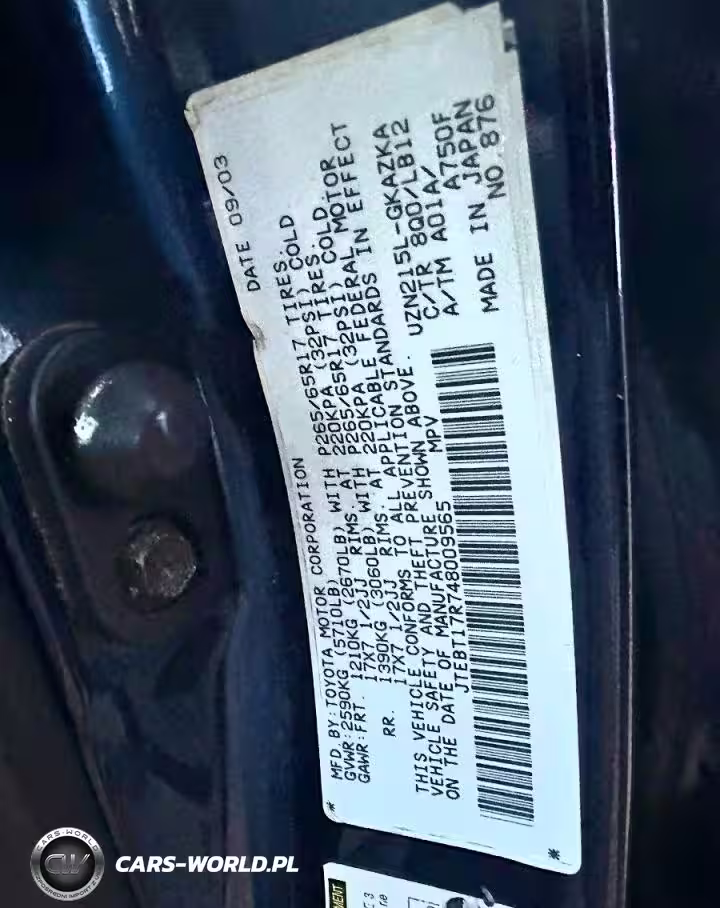 MFD. BY: TOYOTA MOTOR CORPORATION DATE 09/03
GVWR: 2590KG (5710LB)
GAWR: FRT. 1210KG (2670LB) WITH P265/65R17 TIRES.
17X7 1/2JJ RIMS. AT 220KPA (32PSI) COLD
RR. 1390KG (3060LB) WITH P265/65R17 TIRES.
17X7 1/2JJ RIMS. AT 220KPA (32PSI) COLD
THIS VEHICLE CONFORMS TO ALL APPLICABLE FEDERAL MOTOR
VEHICLE SAFETY AND THEFT PREVENTION STANDARDS IN EFFECT
ON THE DATE OF MANUFACTURE SHOWN ABOVE.
JTEBT17R748009565 MPV
UZN215L-GKAZKA
C/TR 8Q0/LB12
A/TM A01A/ A750F
MADE IN JAPAN
NO.876
CARS-WORLD
CW
CARS-WORLD.PL